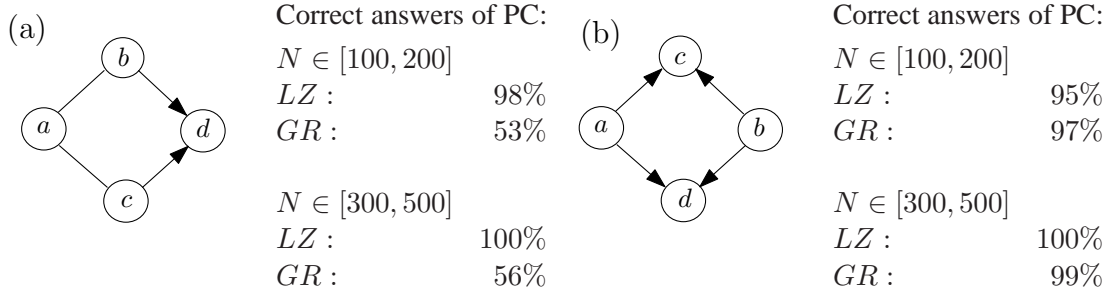 (a)
b
a
d
c
Correct answers of PC:
N ∈ [100, 200]
LZ : 98%
GR : 53%
N ∈ [300, 500]
LZ : 100%
GR : 56%
(b)
c
a
b
d
Correct answers of PC:
N ∈ [100, 200]
LZ : 95%
GR : 97%
N ∈ [300, 500]
LZ : 100%
GR : 99%